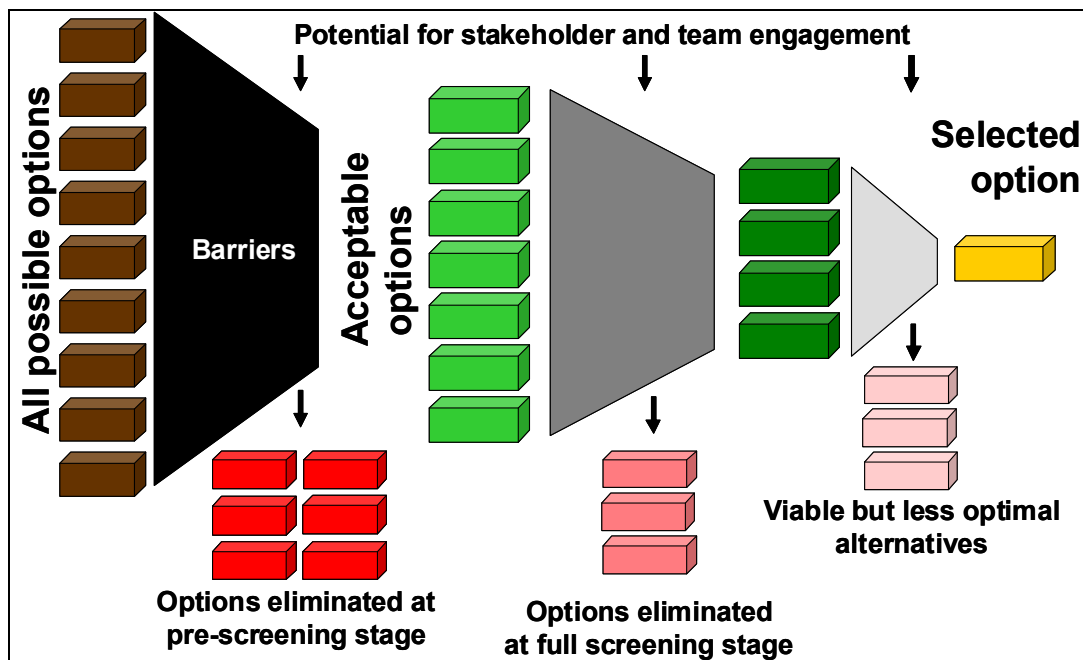 Potential for stakeholder and team engagement
All possible options
Barriers
Acceptable
options
Selected
option
Options eliminated at
pre-screening stage
Options eliminated
at full screening stage
Viable but less optimal
alternatives